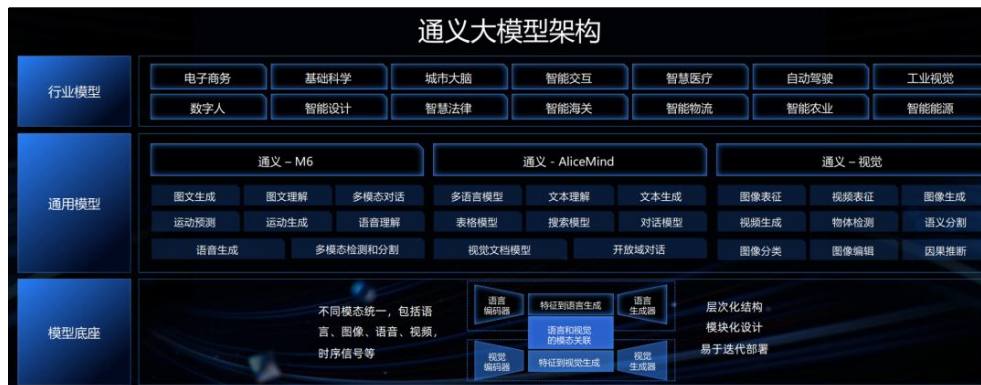 通义大模型架构
行业模型
电子商务 基础科学 城市大脑 智能交互 智慧医疗 自动驾驶 工业视觉
数字人 智能设计 智慧法律 智能海关 智能物流 智能农业 智能能源
通用模型
通义 – M6 通义 - AliceMind 通义 – 视觉
图文生成 图文理解 多模态对话 多语言模型 文本理解 文本生成 图像表征 视频表征 图像生成
运动预测 运动生成 语音理解 表格模型 搜索模型 对话模型 视频生成 物体检测 语义分割
语音生成 多模态检测和分割 视觉文档模型 开放域对话 图像分类 图像编辑 因果推断
模型底座
不同模态统一，包括语
言、图像、语音、视频，
时序信号等
语言
编码器
特征到语言生成
语言
生成器
语言和视觉
的模态关联
视觉
编码器
特征到视觉生成
视觉
生成器
层次化结构
模块化设计
易于迭代部署